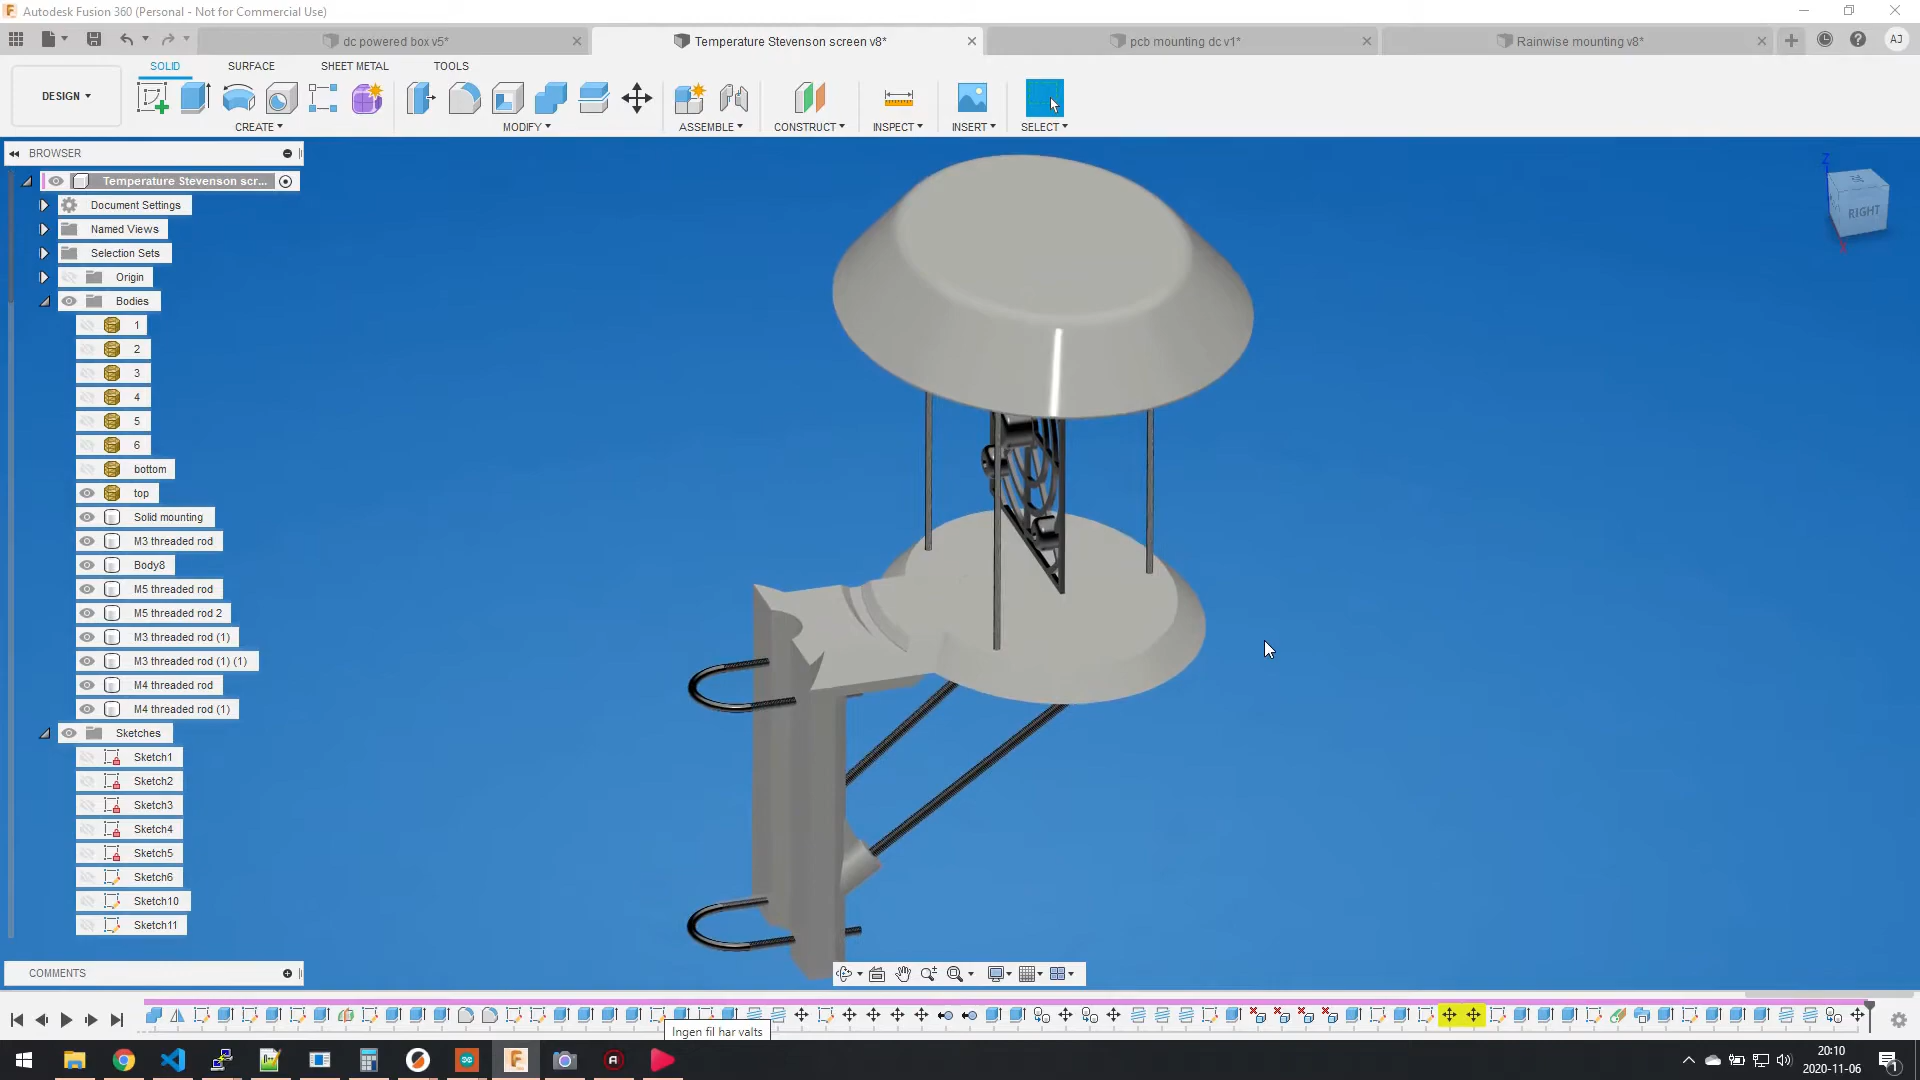 Autodesk Fusion 360 (Personal - Not for Commercial Use)
dc powered box v5*
Temperature Stevenson screen v8*
pcb mounting dc v1*
Rainwise mounting v8*
AJ
SOLID
SURFACE
SHEET METAL
TOOLS
DESIGN
CREATE
MODIFY
ASSEMBLE
CONSTRUCT
INSPECT
INSERT
SELECT
BROWSER
Temperature Stevenson scr...
Document Settings
Named Views
Selection Sets
Origin
Bodies
1
2
3
4
5
6
bottom
top
Solid mounting
M3 threaded rod
Body8
M5 threaded rod
M5 threaded rod 2
M3 threaded rod (1)
M3 threaded rod (1) (1)
M4 threaded rod
M4 threaded rod (1)
Sketches
Sketch1
Sketch2
Sketch3
Sketch4
Sketch5
Sketch6
Sketch10
Sketch11
COMMENTS
Z
RIGHT
X
Ingen fil har valts
20:10
2020-11-06
1